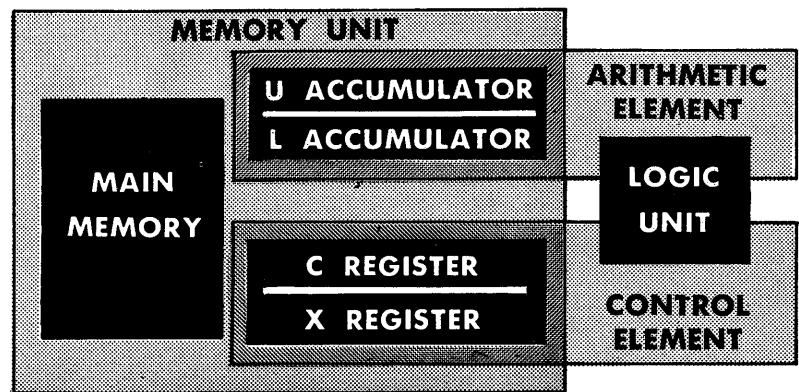 MEMORY UNIT
U ACCUMULATOR
L ACCUMULATOR
ARITHMETIC
ELEMENT
MAIN
MEMORY
LOGIC
UNIT
C REGISTER
X REGISTER
CONTROL
ELEMENT